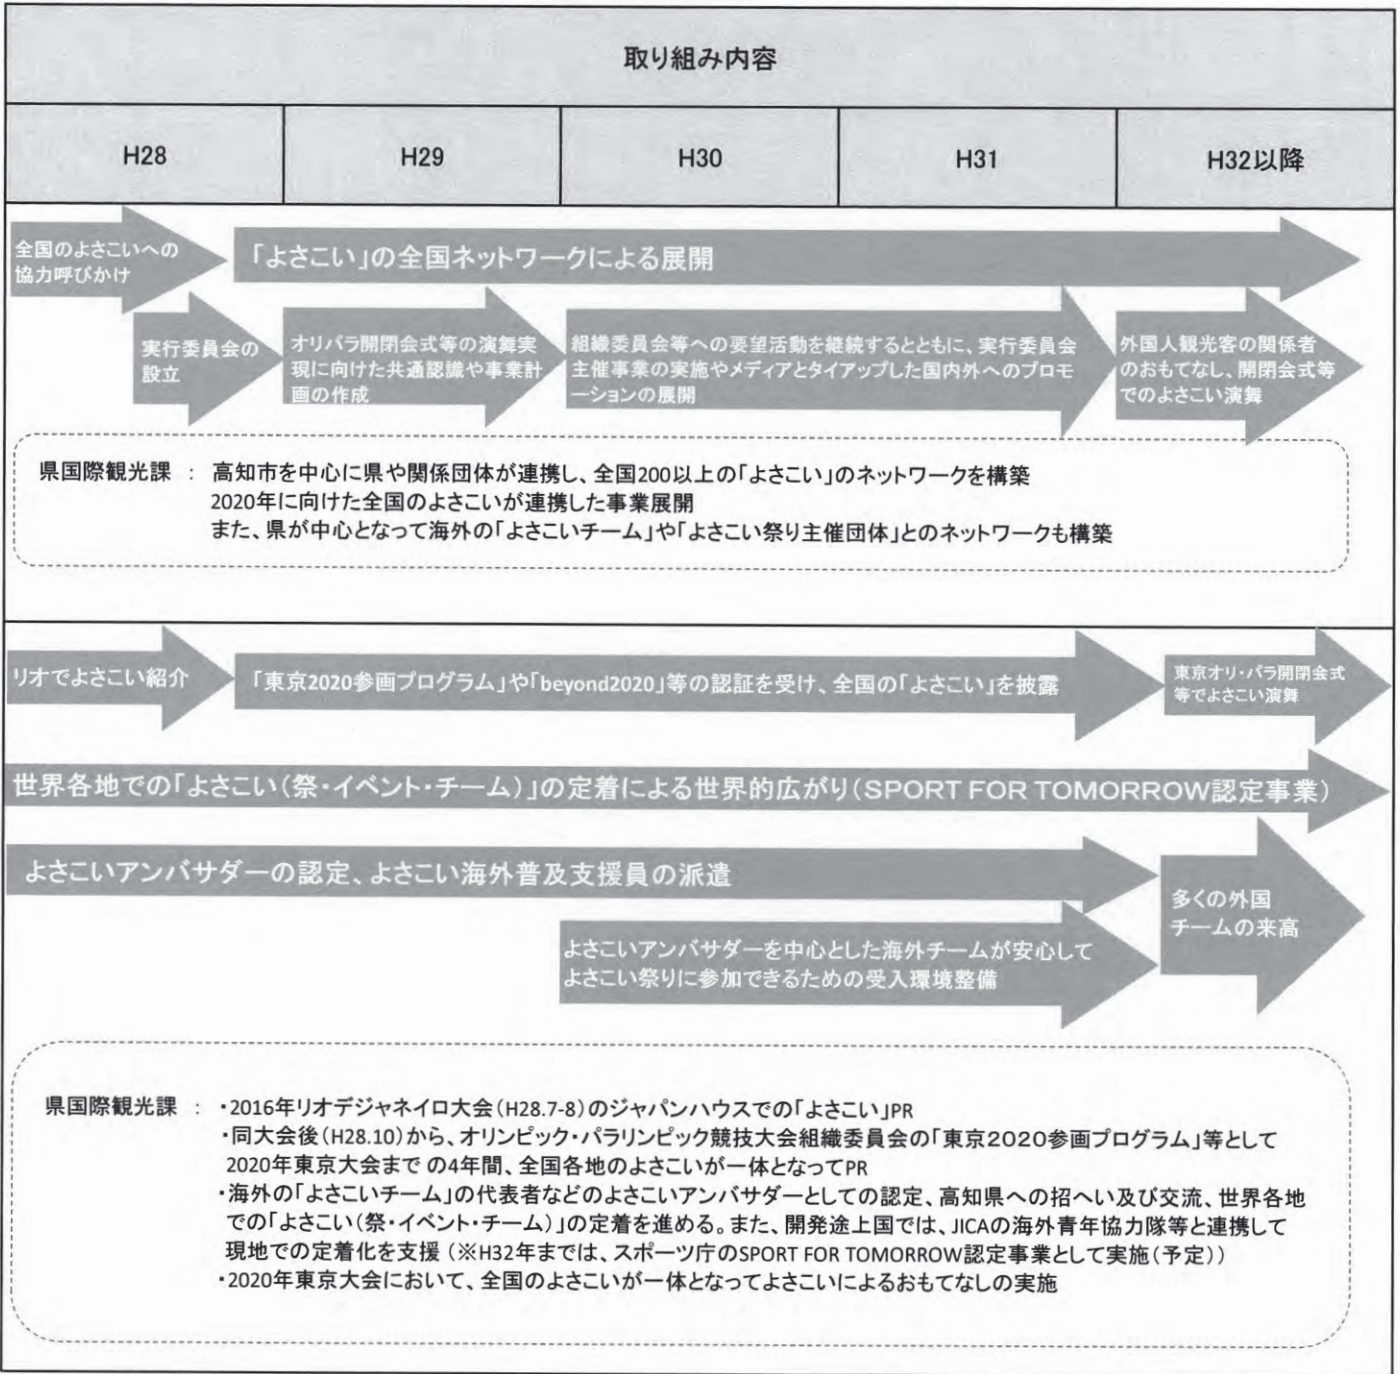 取り組み内容
H28
H29
H30
H31
H32以降
全国のよさこいへの
協力呼びかけ
「よさこい」の全国ネットワークによる展開
実行委員会の
設立
オリパラ開閉会式等の演舞実
現に向けた共通認識や事業計
画の作成
組織委員会等への要望活動を継続するとともに、実行委員会
主催事業の実施やメディアとタイアップした国内外へのプロモ
ーションの展開
外国人観光客の関係者
のおもてなし、開閉会式等
でのよさこい演舞
県国際観光課 : 高知市を中心に県や関係団体が連携し、全国200以上の「よさこい」のネットワークを構築
2020年に向けた全国のよさこいが連携した事業展開
また、県が中心となって海外の「よさこいチーム」や「よさこい祭り主催団体」とのネットワークも構築
リオでよさこい紹介
「東京2020参画プログラム」や「beyond2020」等の認証を受け、全国の「よさこい」を披露
東京オリ・パラ開閉会式
等でよさこい演舞
世界各地での「よさこい（祭・イベント・チーム）」の定着による世界的広がり（SPORT FOR TOMORROW認定事業）
よさこいアンバサダーの認定、よさこい海外普及支援員の派遣
多くの外国
チームの来高
よさこいアンバサダーを中心とした海外チームが安心して
よさこい祭りに参加できるための受入環境整備
県国際観光課 : ・2016年リオデジャネイロ大会（H28.7-8）のジャパンハウスでの「よさこい」PR
・同大会後（H28.10）から、オリンピック・パラリンピック競技大会組織委員会の「東京2020参画プログラム」等として
2020年東京大会まで の4年間、全国各地のよさこいが一体となってPR
・海外の「よさこいチーム」の代表者などのよさこいアンバサダーとしての認定、高知県への招へい及び交流、世界各地
での「よさこい（祭・イベント・チーム）」の定着を進める。また、開発途上国では、JICAの海外青年協力隊等と連携して
現地での定着化を支援（※H32年までは、スポーツ庁のSPORT FOR TOMORROW認定事業として実施（予定））
・2020年東京大会において、全国のよさこいが一体となってよさこいによるおもてなしの実施